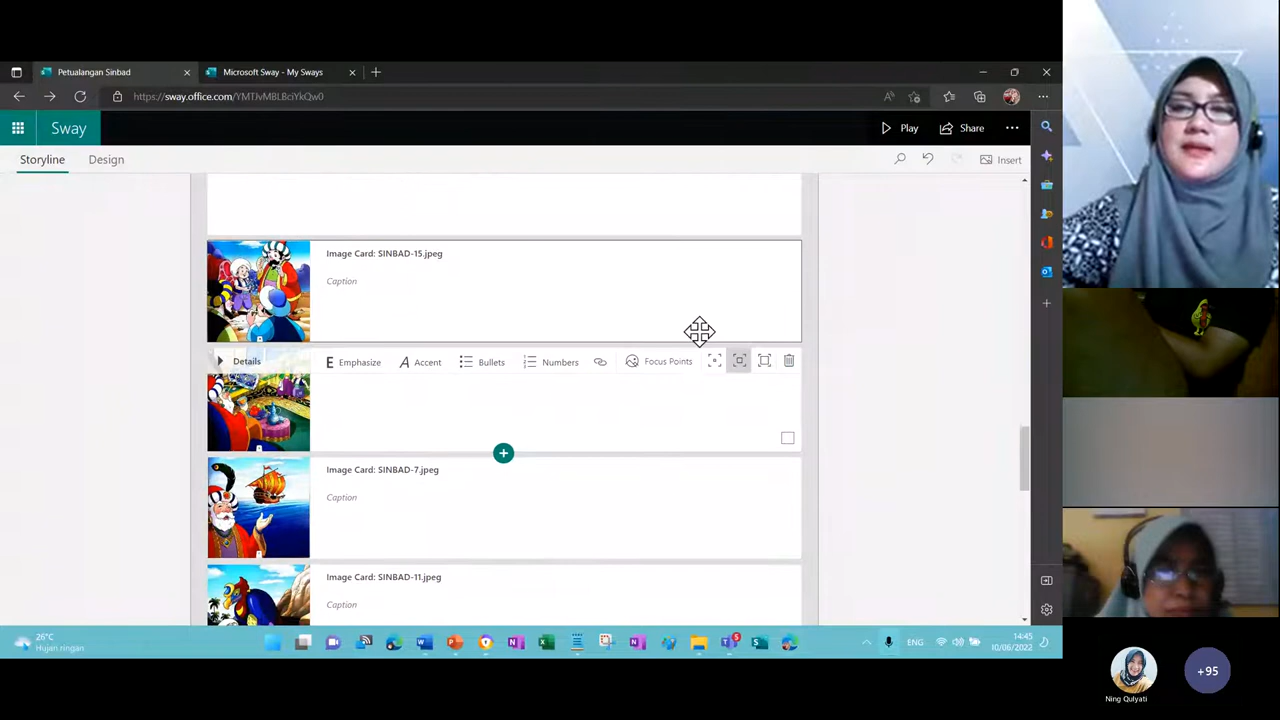 Petualangan Sinbad
Microsoft Sway - My Sways
https://sway.office.com/YMTJvMBLBciYkQw0
Sway
Play
Share
Storyline
Design
Insert
Image Card: SINBAD-15.jpeg
Caption
Details
E Emphasize
A Accent
Bullets
Numbers
Focus Points
Image Card: SINBAD-7.jpeg
Caption
Image Card: SINBAD-11.jpeg
Caption
26°C
Hujan ringan
5
ENG
14:45
10/06/2022
Ning Qulyati
+95